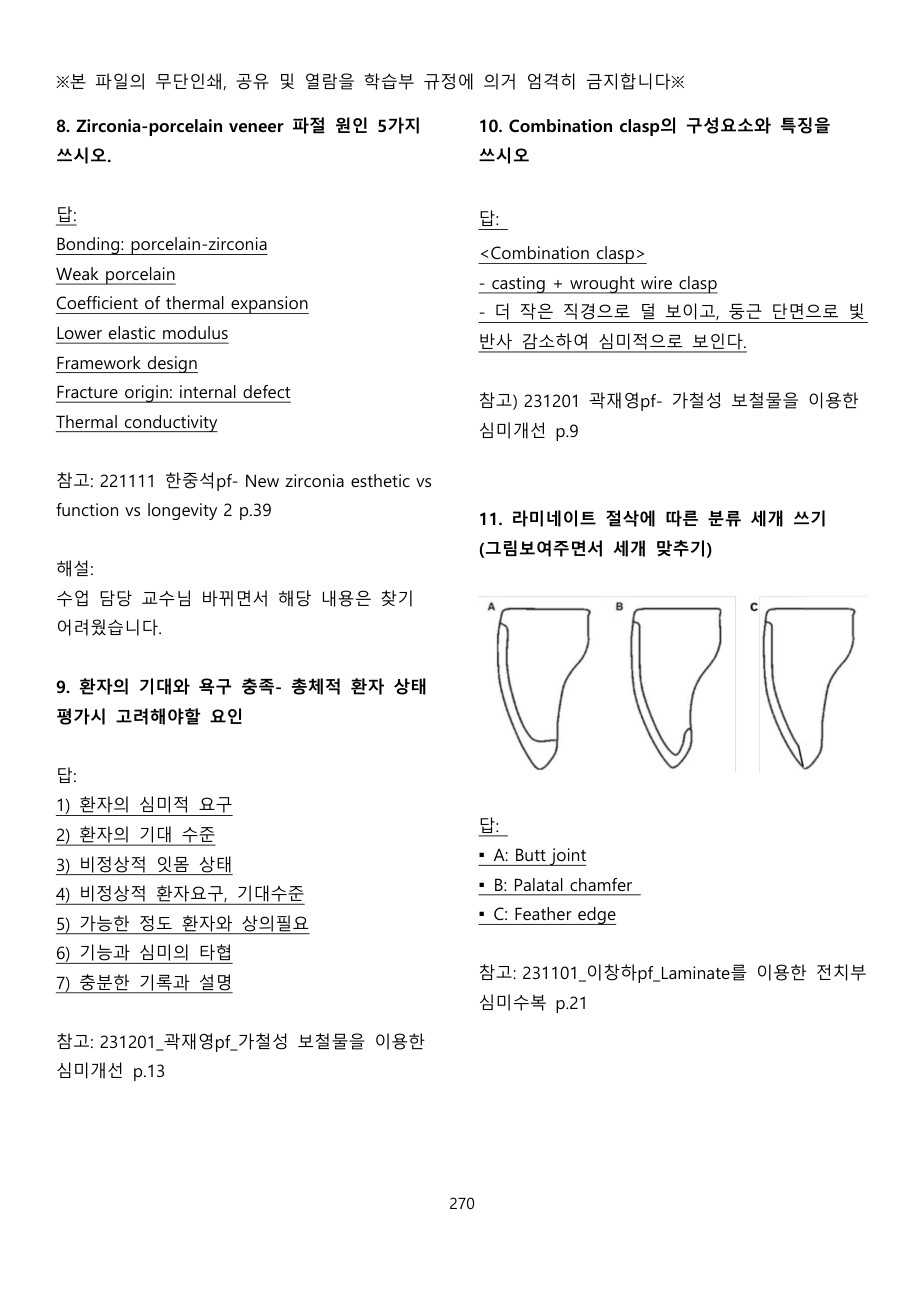 ※본 파일의 무단인쇄, 공유 및 열람을 학습부 규정에 의거 엄격히 금지합니다※
8. Zirconia-porcelain veneer 파절 원인 5가지
쓰시오.
답:
Bonding: porcelain-zirconia
Weak porcelain
Coefficient of thermal expansion
Lower elastic modulus
Framework design
Fracture origin: internal defect
Thermal conductivity
참고: 221111 한중석pf- New zirconia esthetic vs
function vs longevity 2 p.39
해설:
수업 담당 교수님 바뀌면서 해당 내용은 찾기
어려웠습니다.
9. 환자의 기대와 욕구 충족- 총체적 환자 상태
평가시 고려해야할 요인
답:
1) 환자의 심미적 요구
2) 환자의 기대 수준
3) 비정상적 잇몸 상태
4) 비정상적 환자요구, 기대수준
5) 가능한 정도 환자와 상의필요
6) 기능과 심미의 타협
7) 충분한 기록과 설명
참고: 231201_곽재영pf_가철성 보철물을 이용한
심미개선 p.13
10. Combination clasp의 구성요소와 특징을
쓰시오
답:
<Combination clasp>
- casting + wrought wire clasp
- 더 작은 직경으로 덜 보이고, 둥근 단면으로 빛
반사 감소하여 심미적으로 보인다.
참고) 231201 곽재영pf- 가철성 보철물을 이용한
심미개선 p.9
11. 라미네이트 절삭에 따른 분류 세개 쓰기
(그림보여주면서 세개 맞추기)
A B C
답:
▪ A: Butt joint
▪ B: Palatal chamfer
▪ C: Feather edge
참고: 231101_이창하pf_Laminate를 이용한 전치부
심미수복 p.21
270